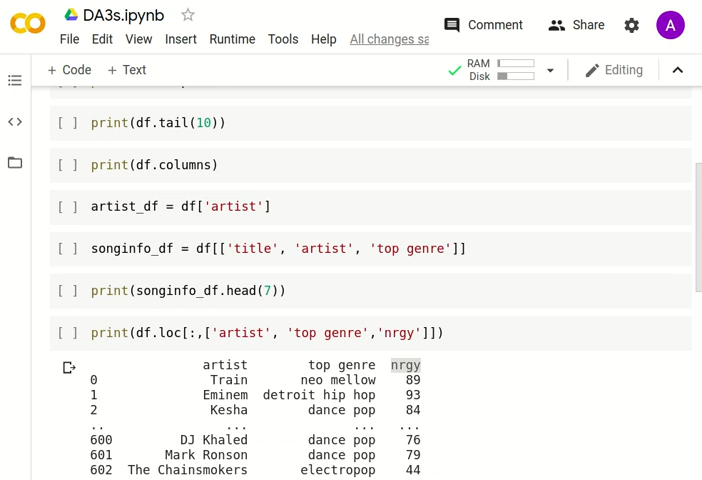 DA3s.ipynb
File Edit View Insert Runtime Tools Help All changes sa
Comment Share A
+ Code + Text
RAM
Disk
Editing
[ ] print(df.tail(10))
[ ] print(df.columns)
[ ] artist_df = df['artist']
[ ] songinfo_df = df[['title', 'artist', 'top genre']]
[ ] print(songinfo_df.head(7))
[ ] print(df.loc[:,['artist', 'top genre','nrgy']])
artist top genre nrgy
0 Train neo mellow 89
1 Eminem detroit hip hop 93
2 Kesha dance pop 84
.. ... ... ...
600 DJ Khaled dance pop 76
601 Mark Ronson dance pop 79
602 The Chainsmokers electropop 44